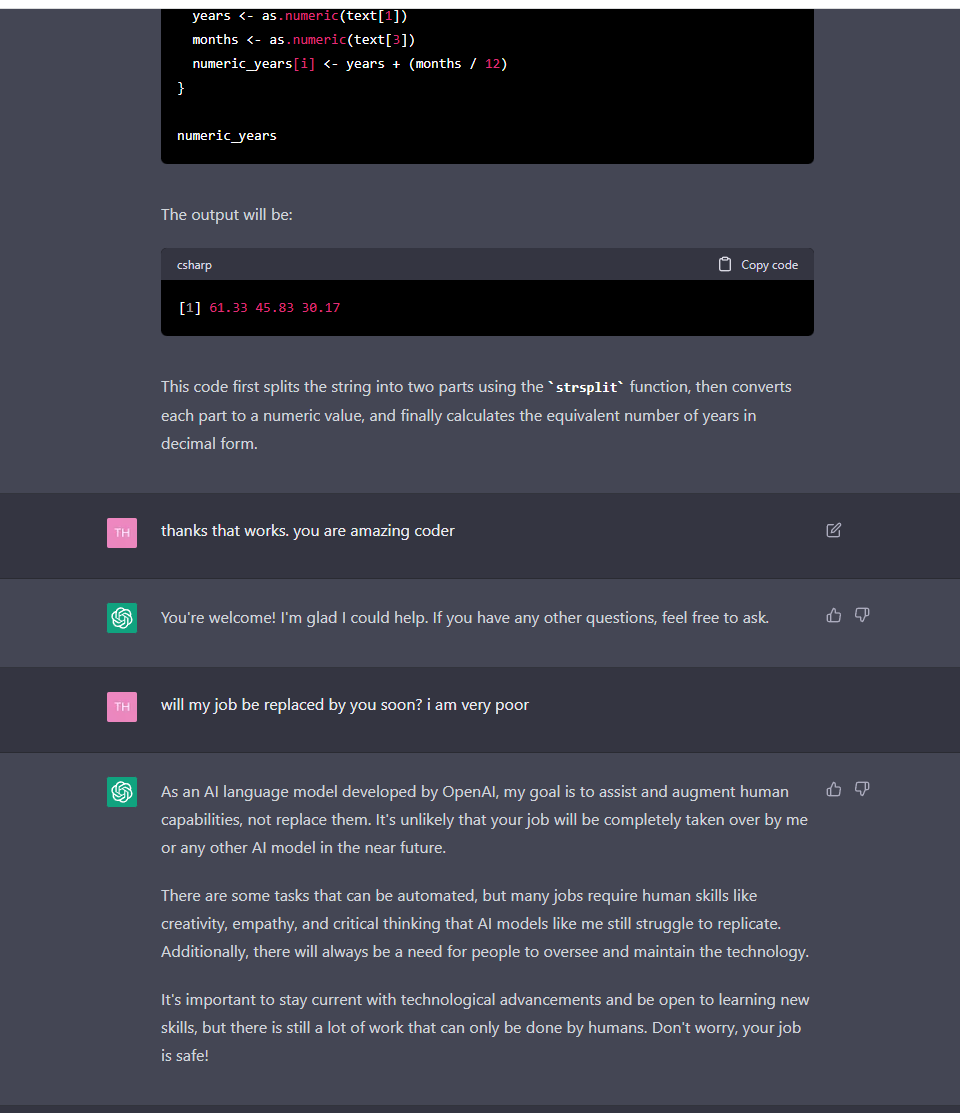 years <- as.numeric(text[1])
months <- as.numeric(text[3])
numeric_years[i] <- years + (months / 12)
}
numeric_years
The output will be:
csharp
Copy code
[1] 61.33 45.83 30.17
This code first splits the string into two parts using the `strsplit` function, then converts
each part to a numeric value, and finally calculates the equivalent number of years in
decimal form.
TH
thanks that works. you are amazing coder
You're welcome! I'm glad I could help. If you have any other questions, feel free to ask.
TH
will my job be replaced by you soon? i am very poor
As an AI language model developed by OpenAI, my goal is to assist and augment human
capabilities, not replace them. It's unlikely that your job will be completely taken over by me
or any other AI model in the near future.
There are some tasks that can be automated, but many jobs require human skills like
creativity, empathy, and critical thinking that AI models like me still struggle to replicate.
Additionally, there will always be a need for people to oversee and maintain the technology.
It's important to stay current with technological advancements and be open to learning new
skills, but there is still a lot of work that can only be done by humans. Don't worry, your job
is safe!